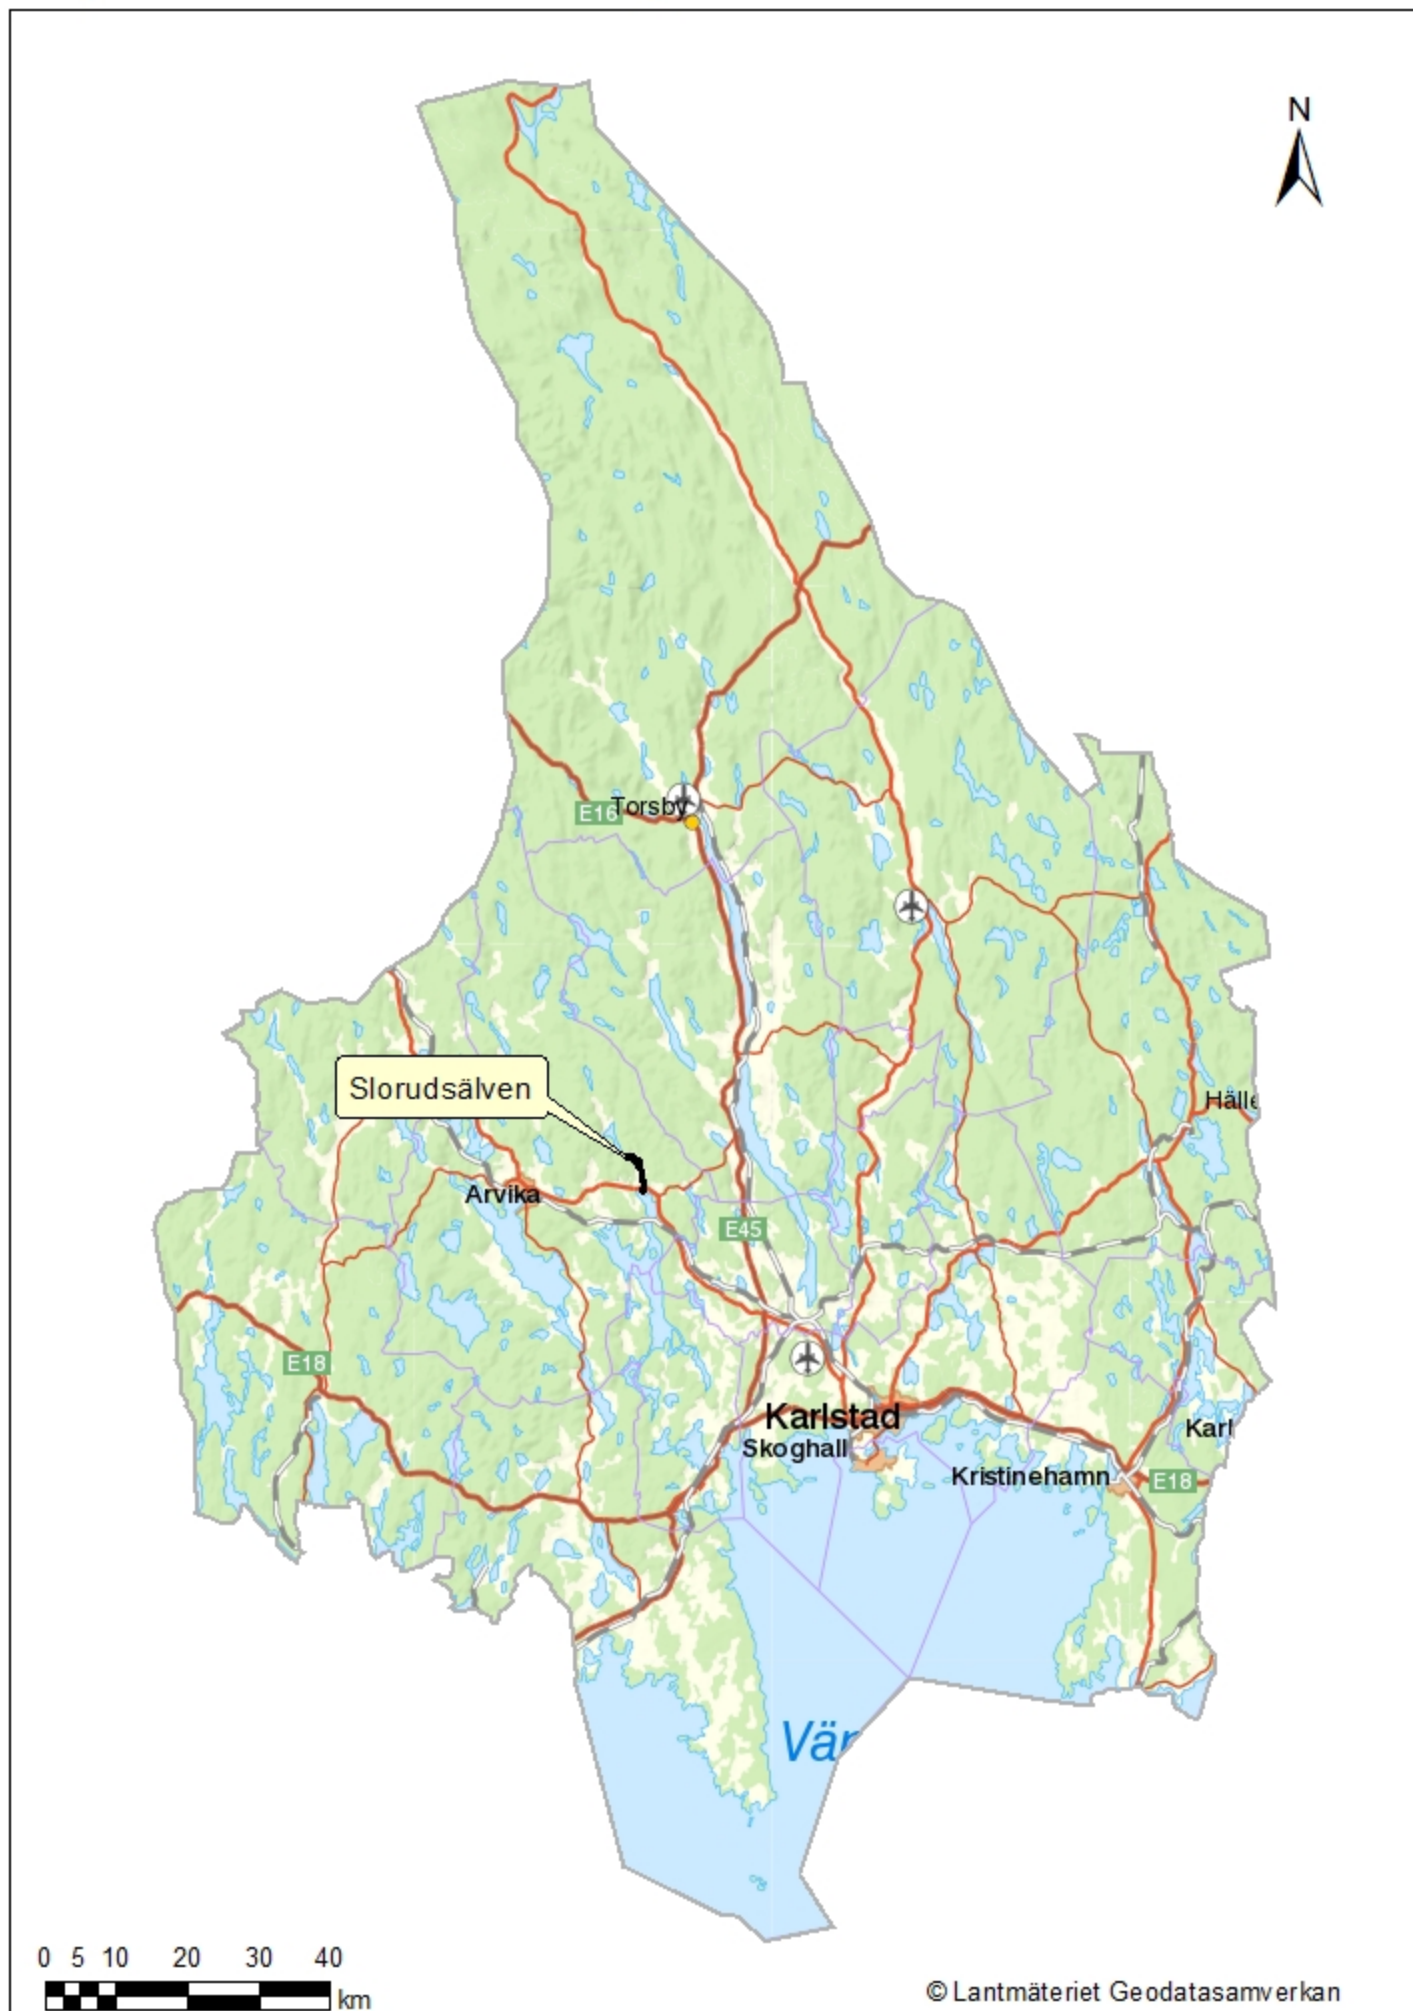 N
E16
Torsby
Slorudsälven
Hälle
Arvika
E45
E18
Karlstad
Karl
Skoghall
Kristinehamn
E18
Vär
0 5 10 20 30 40
km
© Lantmäteriet Geodatasamverkan